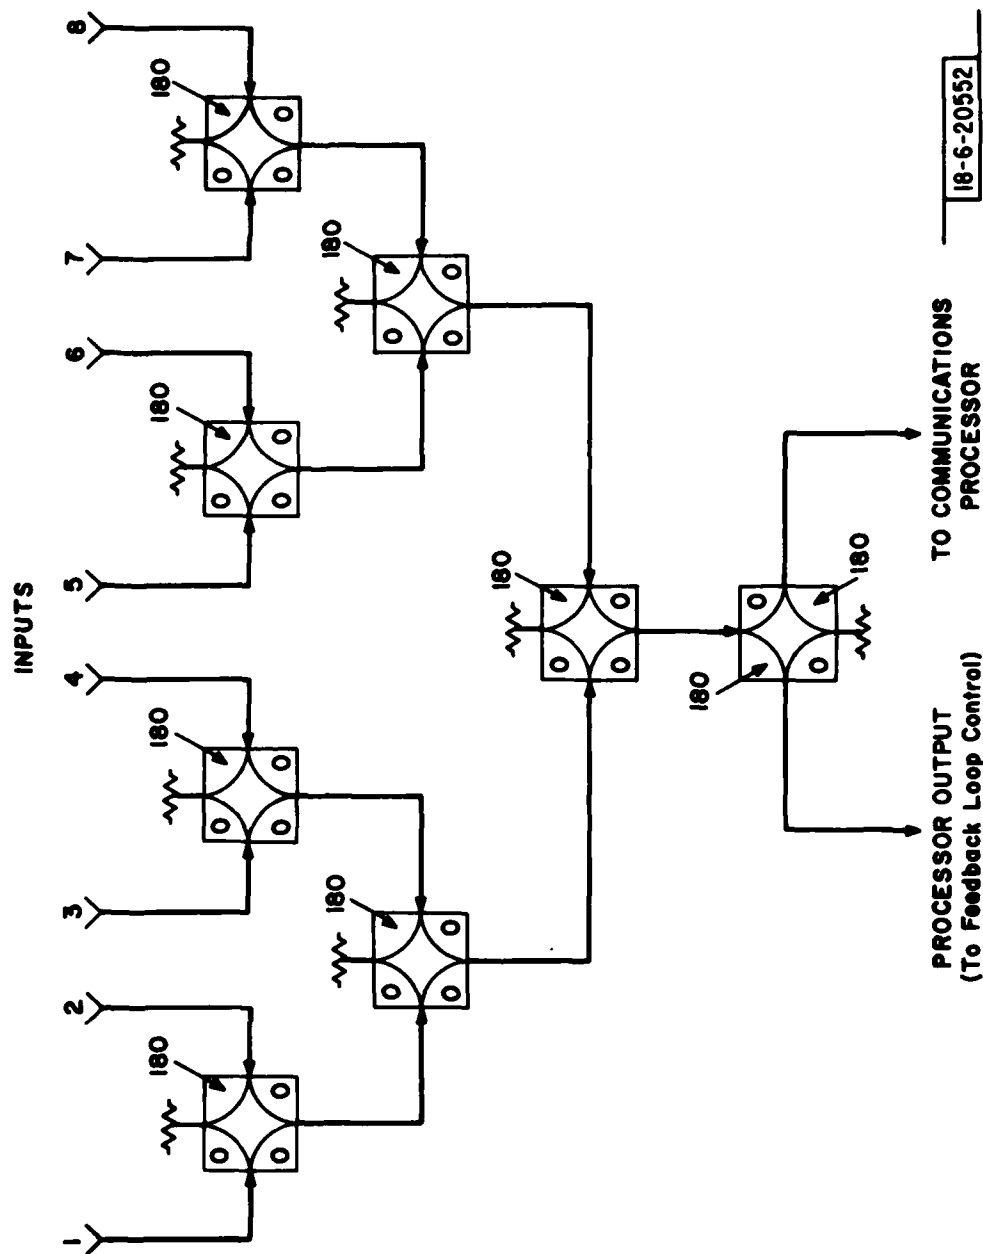 INPUTS
1 2 3 4 5 6 7 8
180 180 180 180
O O O O
O O O O O O O O
180 180
O O
O O O O
180
O
O O
180 O 180
O
PROCESSOR OUTPUT
(To Feedback Loop Control)
TO COMMUNICATIONS
PROCESSOR
18-6-20552